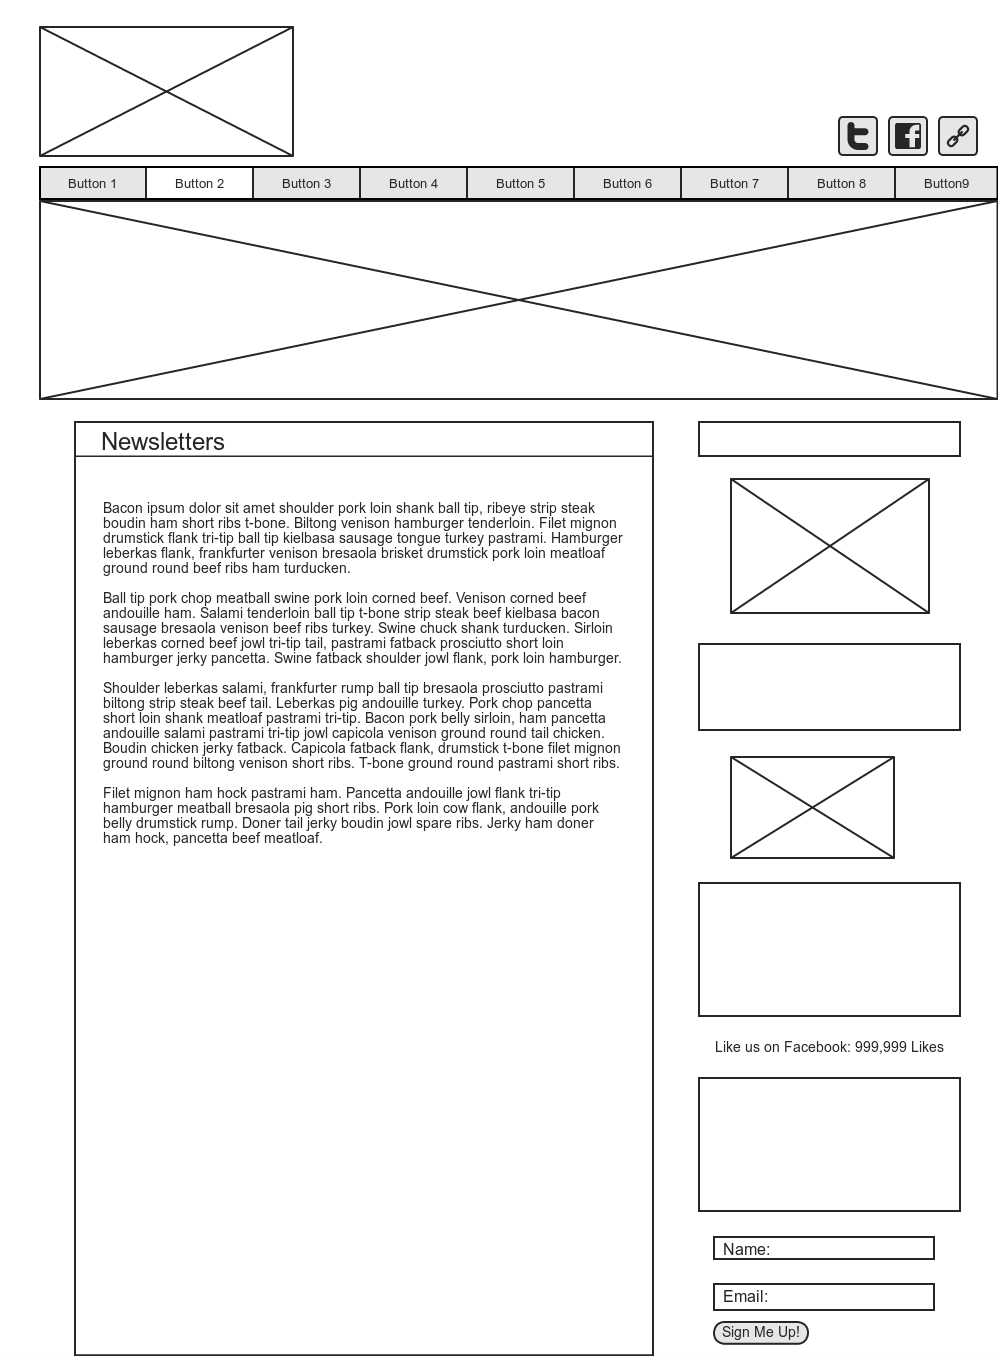 Button 1
Button 2
Button 3
Button 4
Button 5
Button 6
Button 7
Button 8
Button9
Newsletters
Bacon ipsum dolor sit amet shoulder pork loin shank ball tip, ribeye strip steak
boudin ham short ribs t-bone. Biltong venison hamburger tenderloin. Filet mignon
drumstick flank tri-tip ball tip kielbasa sausage tongue turkey pastrami. Hamburger
leberkas flank, frankfurter venison bresaola brisket drumstick pork loin meatloaf
ground round beef ribs ham turducken.
Ball tip pork chop meatball swine pork loin corned beef. Venison corned beef
andouille ham. Salami tenderloin ball tip t-bone strip steak beef kielbasa bacon
sausage bresaola venison beef ribs turkey. Swine chuck shank turducken. Sirloin
leberkas corned beef jowl tri-tip tail, pastrami fatback prosciutto short loin
hamburger jerky pancetta. Swine fatback shoulder jowl flank, pork loin hamburger.
Shoulder leberkas salami, frankfurter rump ball tip bresaola prosciutto pastrami
biltong strip steak beef tail. Leberkas pig andouille turkey. Pork chop pancetta
short loin shank meatloaf pastrami tri-tip. Bacon pork belly sirloin, ham pancetta
andouille salami pastrami tri-tip jowl capicola venison ground round tail chicken.
Boudin chicken jerky fatback. Capicola fatback flank, drumstick t-bone filet mignon
ground round biltong venison short ribs. T-bone ground round pastrami short ribs.
Filet mignon ham hock pastrami ham. Pancetta andouille jowl flank tri-tip
hamburger meatball bresaola pig short ribs. Pork loin cow flank, andouille pork
belly drumstick rump. Doner tail jerky boudin jowl spare ribs. Jerky ham doner
ham hock, pancetta beef meatloaf.
Like us on Facebook: 999,999 Likes
Name:
Email:
Sign Me Up!